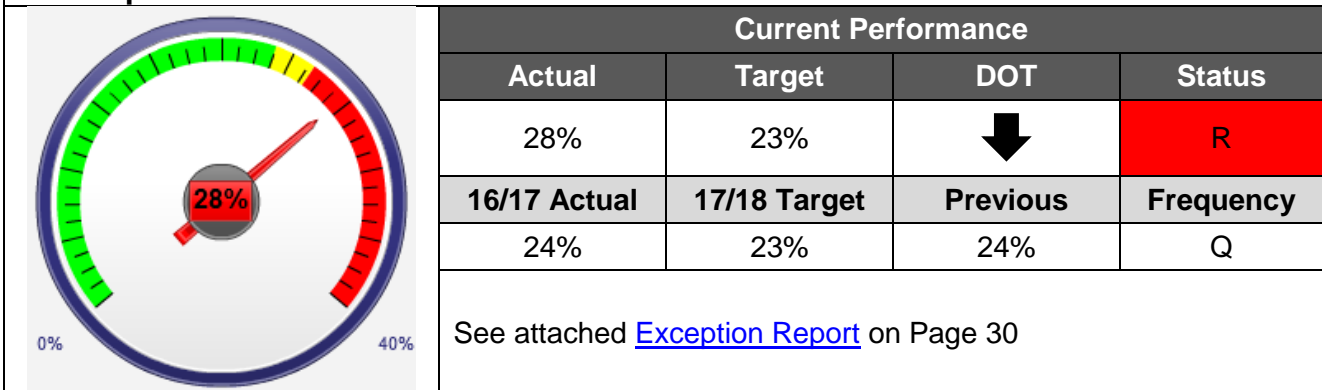 Current Performance
Actual Target DOT Status
28% 23% R
16/17 Actual 17/18 Target Previous Frequency
24% 23% 24% Q
See attached Exception Report on Page 30
28%
0% 40%